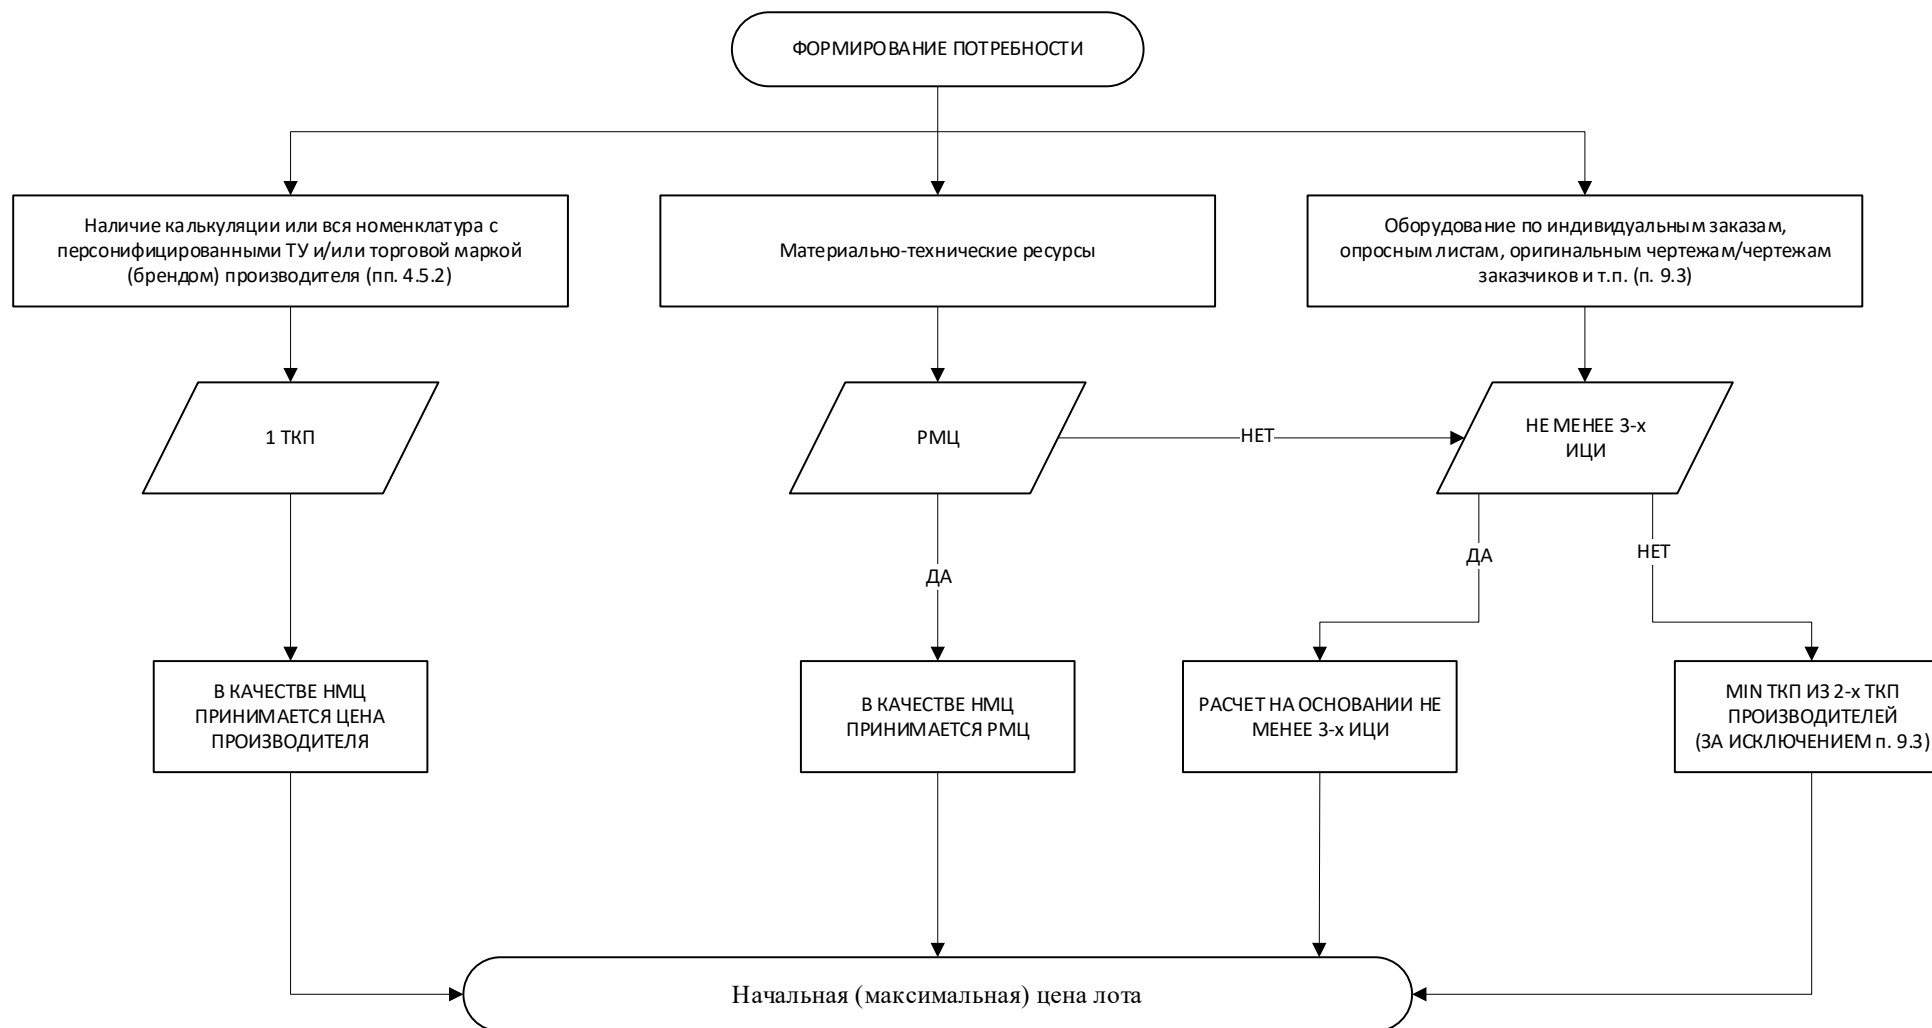 ФОРМИРОВАНИЕ ПОТРЕБНОСТИ
Наличие калькуляции или вся номенклатура с
персонифицированными ТУ и/или торговой маркой
(брендом) производителя (пп. 4.5.2)
Материально-технические ресурсы
Оборудование по индивидуальным заказам,
опросным листам, оригинальным чертежам/чертежам
заказчиков и т.п. (п. 9.3)
1 ТКП
РМЦ
НЕТ
НЕ МЕНЕЕ 3-х
ИЦИ
ДА
ДА
НЕТ
В КАЧЕСТВЕ НМЦ
ПРИНИМАЕТСЯ ЦЕНА
ПРОИЗВОДИТЕЛЯ
В КАЧЕСТВЕ НМЦ
ПРИНИМАЕТСЯ РМЦ
РАСЧЕТ НА ОСНОВАНИИ НЕ
МЕНЕЕ 3-х ИЦИ
MIN ТКП ИЗ 2-х ТКП
ПРОИЗВОДИТЕЛЕЙ
(ЗА ИСКЛЮЧЕНИЕМ п. 9.3)
Начальная (максимальная) цена лота